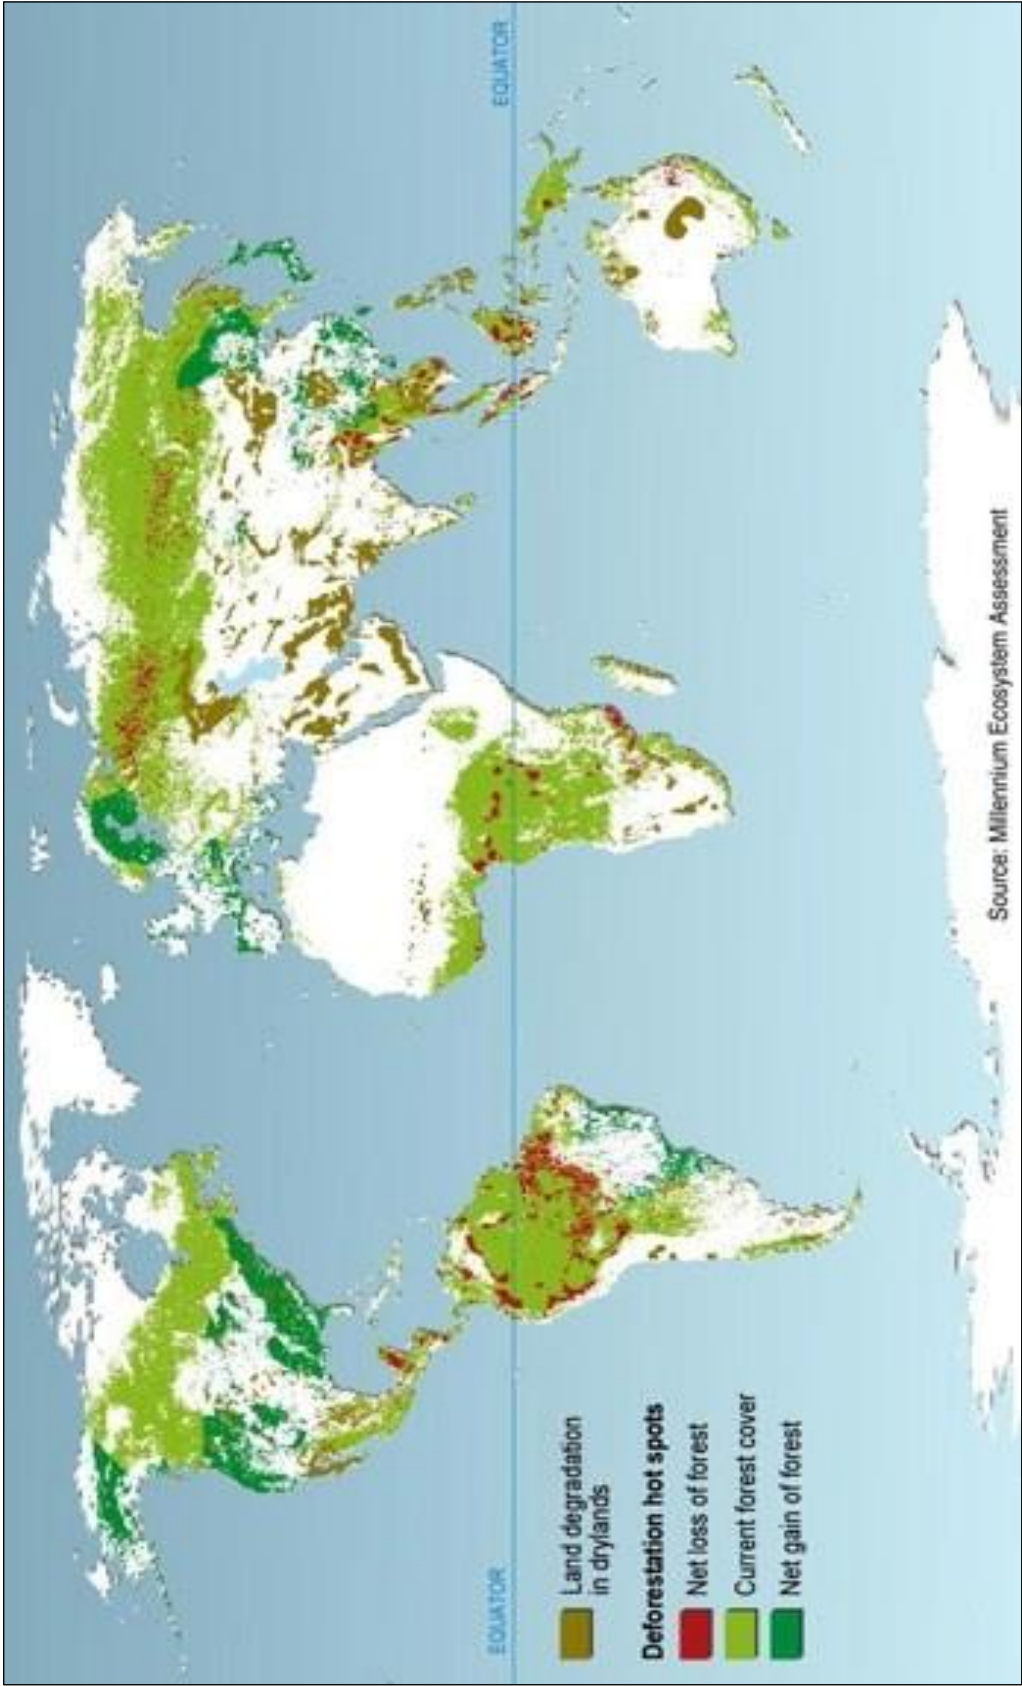 EQUATOR
EQUATOR
Land degradation
in drylands
Deforestation hot spots
Net loss of forest
Current forest cover
Net gain of forest
Source: Millennium Ecosystem Assessment